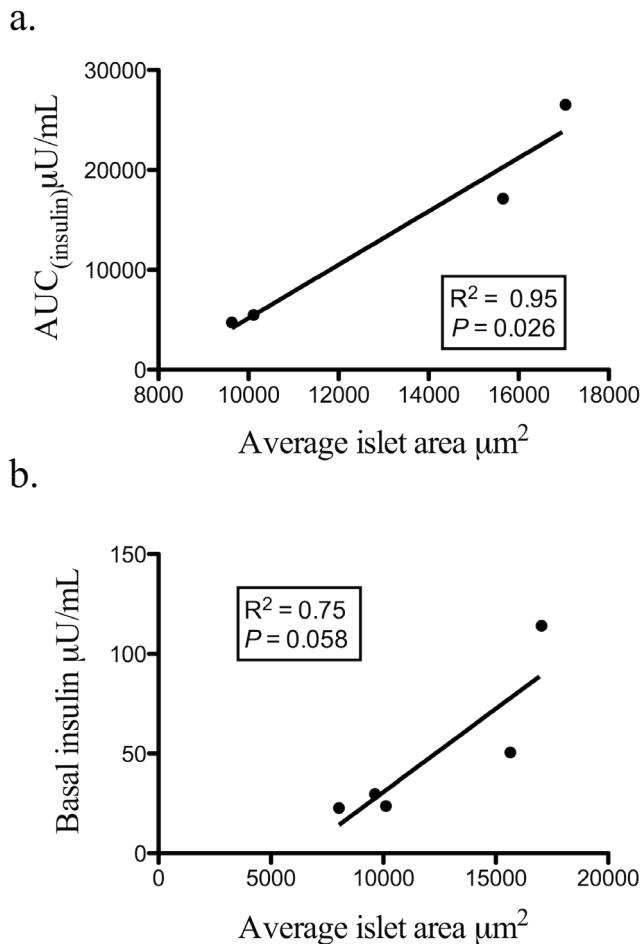 a.
30000
20000
10000
0
AUC(insulin)µU/mL
R² = 0.95
P = 0.026
8000 10000 12000 14000 16000 18000
Average islet area µm²
b.
150
100
50
0
Basal insulin µU/mL
R² = 0.75
P = 0.058
0 5000 10000 15000 20000
Average islet area µm²